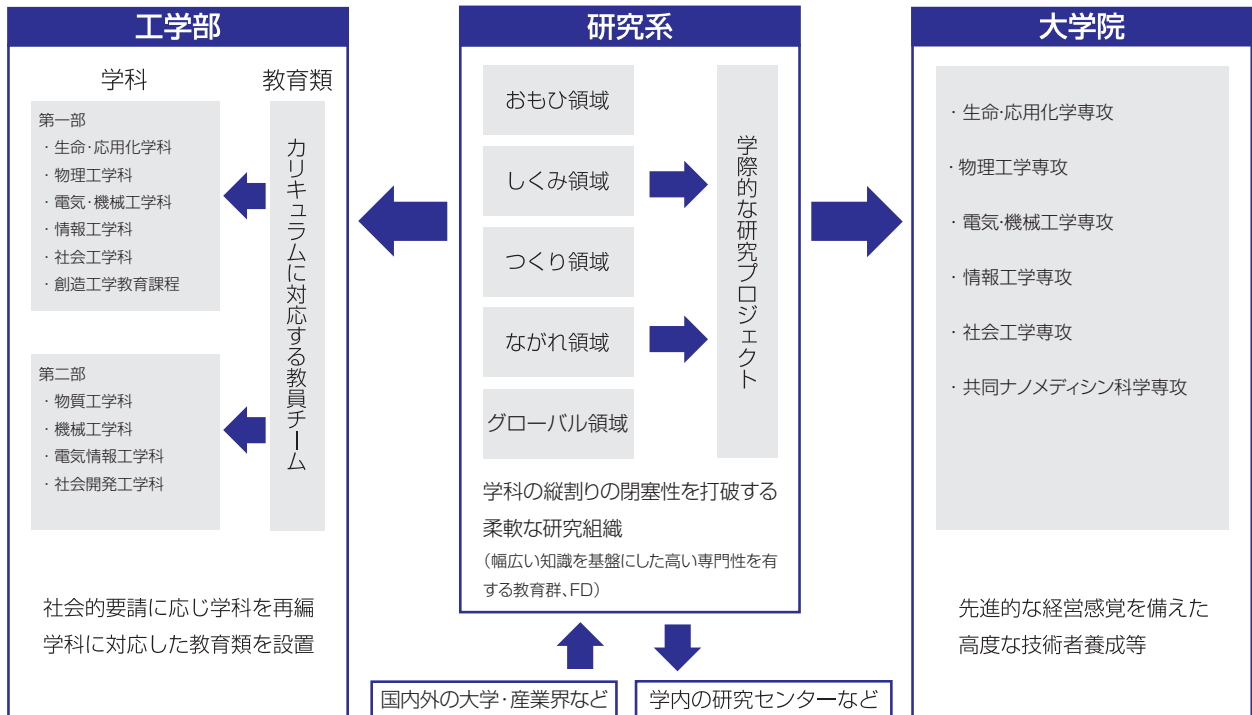 工学部
学科
教育類
第一部
・生命・応用化学科
・物理工学科
・電気・機械工学科
・情報工学科
・社会工学科
・創造工学教育課程
第二部
・物質工学科
・機械工学科
・電気情報工学科
・社会開発工学科
カリキュラムに対応する教員チーム
社会的要請に応じ学科を再編
学科に対応した教育類を設置
研究系
おもひ領域
しくみ領域
つくり領域
ながれ領域
グローバル領域
学際的な研究プロジェクト
学科の縦割りの閉塞性を打破する
柔軟な研究組織
（幅広い知識を基盤にした高い専門性を有
する教育群、FD）
国内外の大学・産業界など
学内の研究センターなど
大学院
・生命・応用化学専攻
・物理工学専攻
・電気・機械工学専攻
・情報工学専攻
・社会工学専攻
・共同ナノメディシン科学専攻
先進的な経営感覚を備えた
高度な技術者養成等